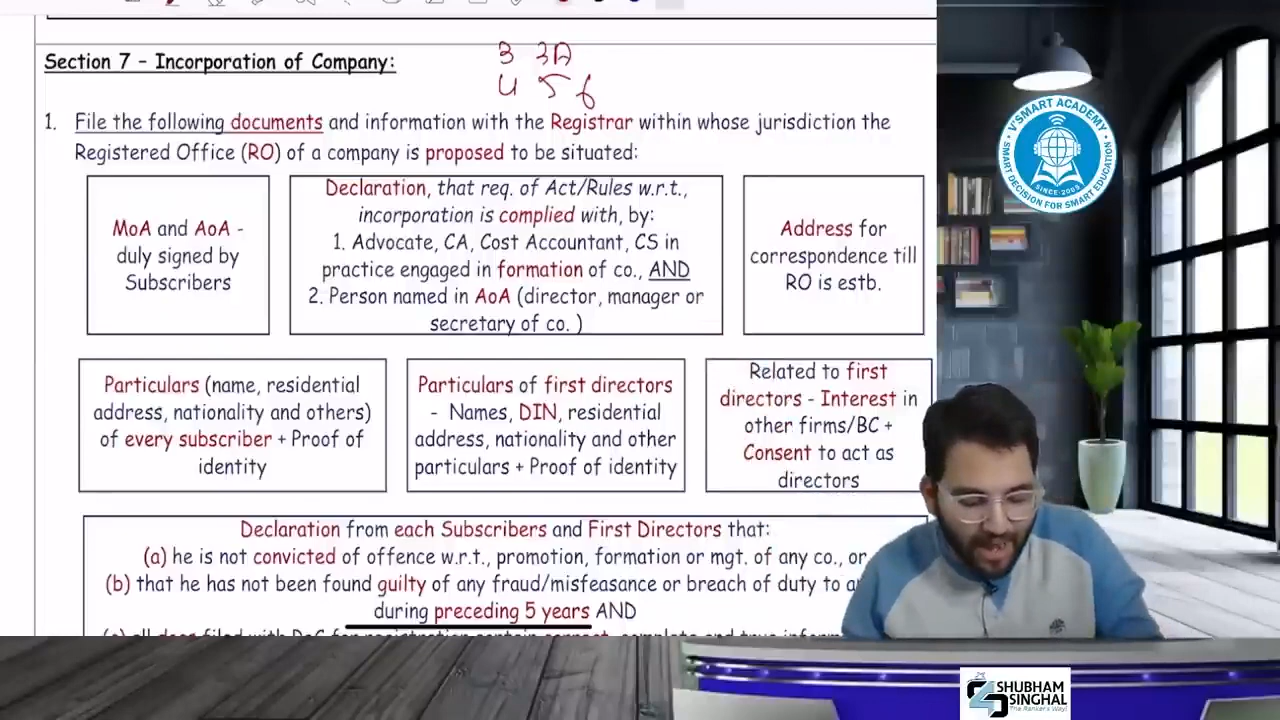 Section 7 – Incorporation of Company:
3 3A
4 5 6
1. File the following documents and information with the Registrar within whose jurisdiction the
Registered Office (RO) of a company is proposed to be situated:
MoA and AoA -
duly signed by
Subscribers
Declaration, that req. of Act/Rules w.r.t.,
incorporation is complied with, by:
1. Advocate, CA, Cost Accountant, CS in
practice engaged in formation of co., AND
2. Person named in AoA (director, manager or
secretary of co. )
Address for
correspondence till
RO is estb.
Particulars (name, residential
address, nationality and others)
of every subscriber + Proof of
identity
Particulars of first directors
- Names, DIN, residential
address, nationality and other
particulars + Proof of identity
Related to first
directors - Interest in
other firms/BC +
Consent to act as
directors
Declaration from each Subscribers and First Directors that:
(a) he is not convicted of offence w.r.t., promotion, formation or mgt. of any co., or
(b) that he has not been found guilty of any fraud/misfeasance or breach of duty to
during preceding 5 years AND
V'SMART ACADEMY
SINCE-2009
SMART DECISION FOR SMART EDUCATION
SHUBHAM
SINGHAL
The Ranker's Way!